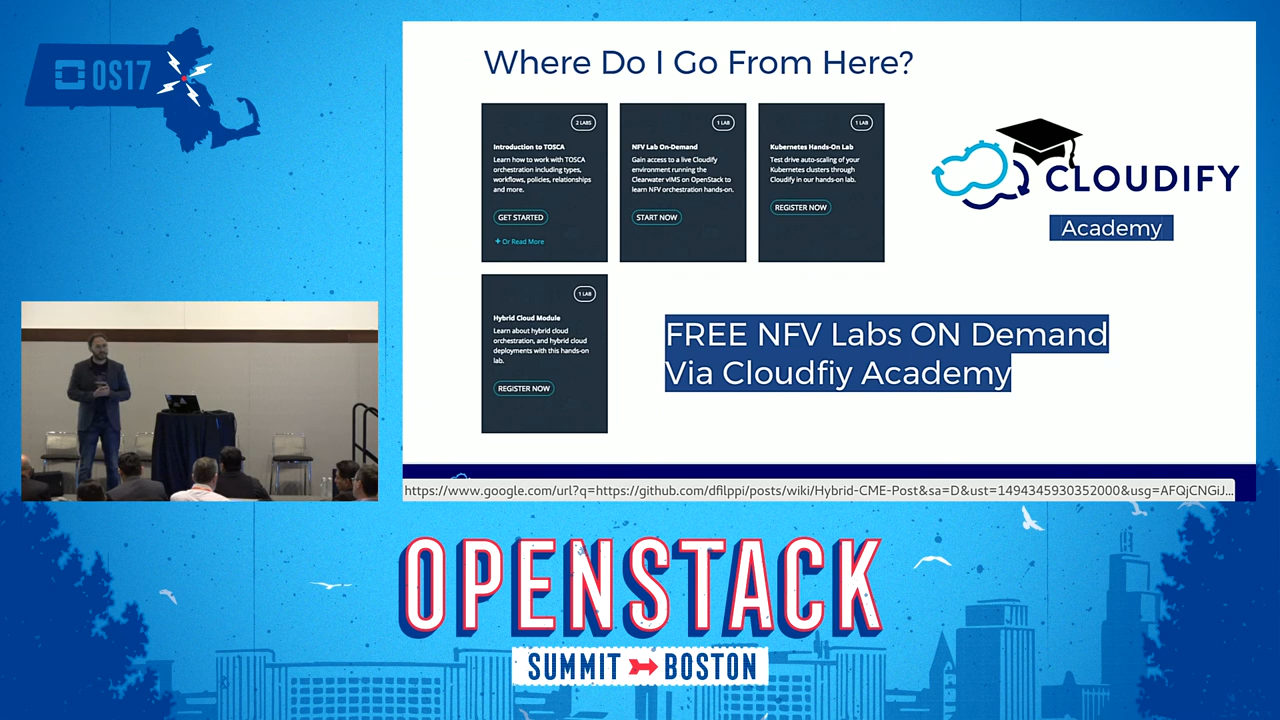 OS17
Where Do I Go From Here?
2 LABS
Introduction to TOSCA
Learn how to work with TOSCA
orchestration including types,
workflows, policies, relationships
and more.
GET STARTED
+ Or Read More
1 LAB
NFV Lab On-Demand
Gain access to a live Cloudify
environment running the
Clearwater vIMS on OpenStack to
learn NFV orchestration hands-on.
START NOW
1 LAB
Kubernetes Hands-On Lab
Test drive auto-scaling of your
Kubernetes clusters through
Cloudify in our hands-on lab.
REGISTER NOW
CLOUDIFY
Academy
1 LAB
Hybrid Cloud Module
Learn about hybrid cloud
orchestration, and hybrid cloud
deployments with this hands-on
lab.
REGISTER NOW
FREE NFV Labs ON Demand
Via Cloudfiy Academy
https://www.google.com/url?q=https://github.com/dfilppi/posts/wiki/Hybrid-CME-Post&sa=D&ust=1494345930352000&usg=AFQjCNGiJ...
OPENSTACK
SUMMIT BOSTON